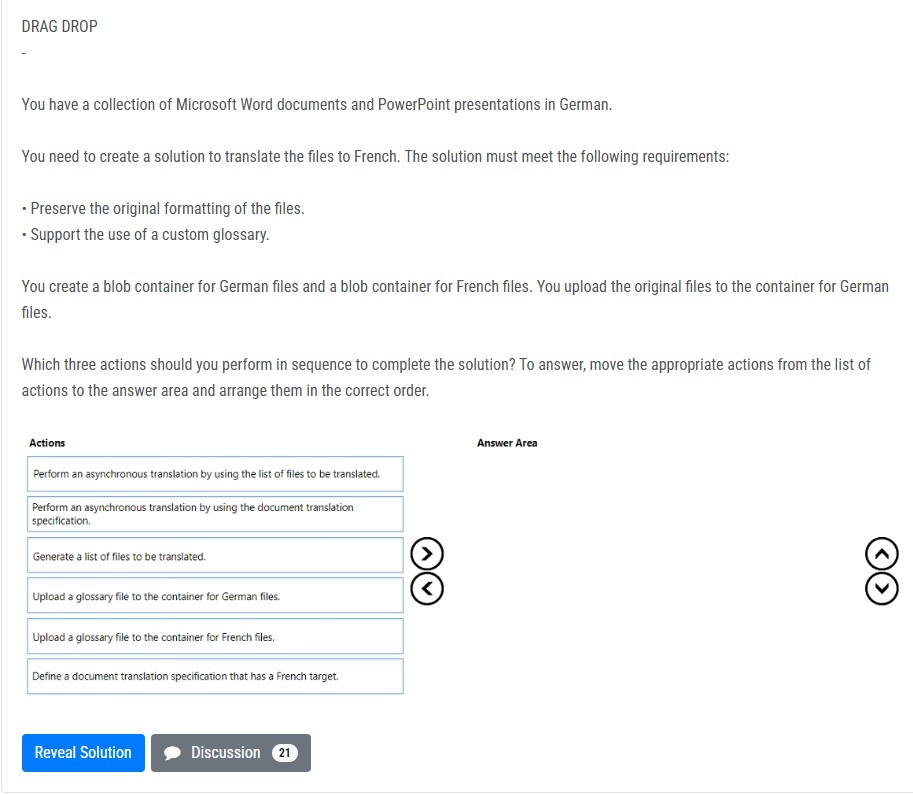 DRAG DROP
-
You have a collection of Microsoft Word documents and PowerPoint presentations in German.
You need to create a solution to translate the files to French. The solution must meet the following requirements:
• Preserve the original formatting of the files.
• Support the use of a custom glossary.
You create a blob container for German files and a blob container for French files. You upload the original files to the container for German
files.
Which three actions should you perform in sequence to complete the solution? To answer, move the appropriate actions from the list of
actions to the answer area and arrange them in the correct order.
Actions
Answer Area
Perform an asynchronous translation by using the list of files to be translated.
Perform an asynchronous translation by using the document translation
specification.
Generate a list of files to be translated.
Upload a glossary file to the container for German files.
Upload a glossary file to the container for French files.
Define a document translation specification that has a French target.
Reveal Solution
Discussion 21